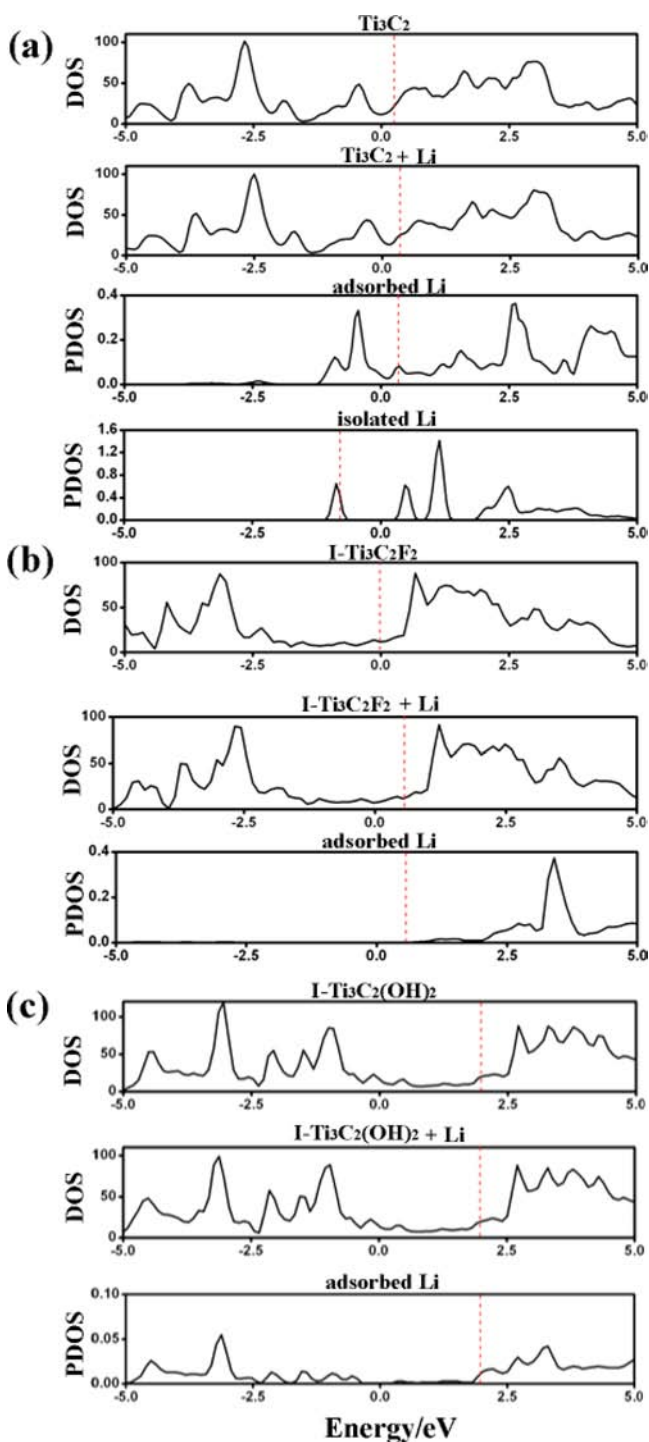 (a)
Ti3C2
DOS
100
50
0
-5.0 -2.5 0.0 2.5 5.0
Ti3C2 + Li
DOS
100
50
0
-5.0 -2.5 0.0 2.5 5.0
adsorbed Li
PDOS
0.4
0.2
0.0
-5.0 -2.5 0.0 2.5 5.0
isolated Li
PDOS
1.6
1.2
0.8
0.4
0.0
-5.0 -2.5 0.0 2.5 5.0
(b)
I-Ti3C2F2
DOS
100
50
0
-5.0 -2.5 0.0 2.5 5.0
I-Ti3C2F2 + Li
DOS
100
50
0
-5.0 -2.5 0.0 2.5 5.0
adsorbed Li
PDOS
0.4
0.2
0.0
-5.0 -2.5 0.0 2.5 5.0
(c)
I-Ti3C2(OH)2
DOS
100
50
0
-5.0 -2.5 0.0 2.5 5.0
I-Ti3C2(OH)2 + Li
DOS
100
50
0
-5.0 -2.5 0.0 2.5 5.0
adsorbed Li
PDOS
0.10
0.05
0.00
-5.0 -2.5 0.0 2.5 5.0
Energy/eV